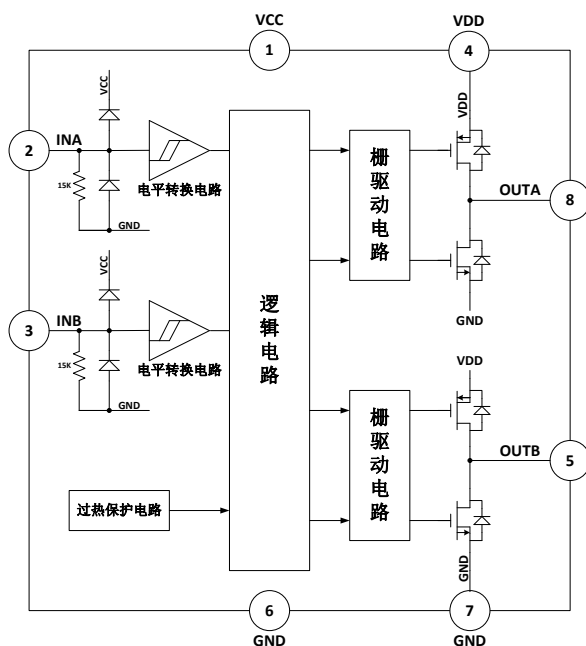 VCC
1
VDD
4
VCC
VDD
2
INA
15K
GND
电平转换电路
栅驱动电路
OUTA
8
GND
VCC
3
INB
15K
GND
电平转换电路
逻辑电路
VDD
栅驱动电路
OUTB
5
GND
过热保护电路
6
GND
7
GND